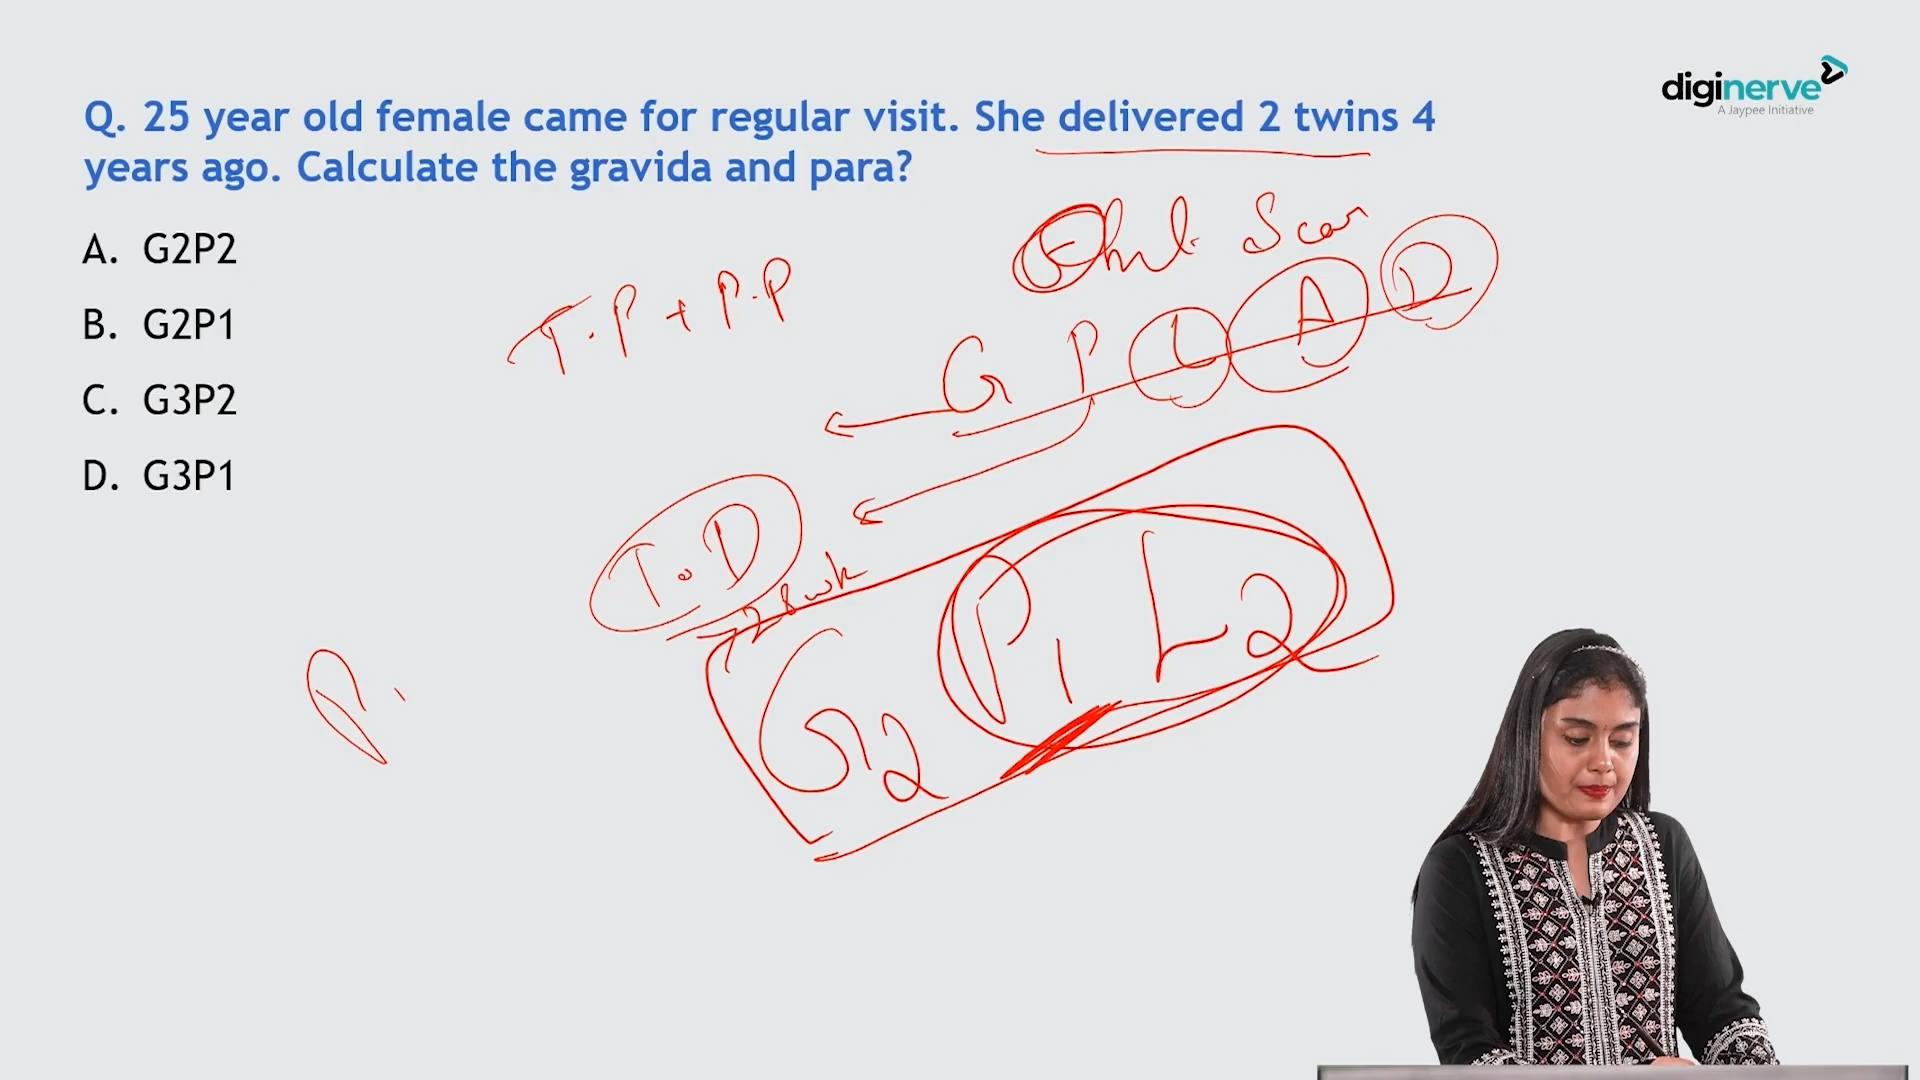 diginerve
A Jaypee Initiative
Q. 25 year old female came for regular visit. She delivered 2 twins 4
years ago. Calculate the gravida and para?
A. G2P2
B. G2P1
C. G3P2
D. G3P1
T.P + P.P
G P L A D
T.D
>28wk
G2 P1 L2
P